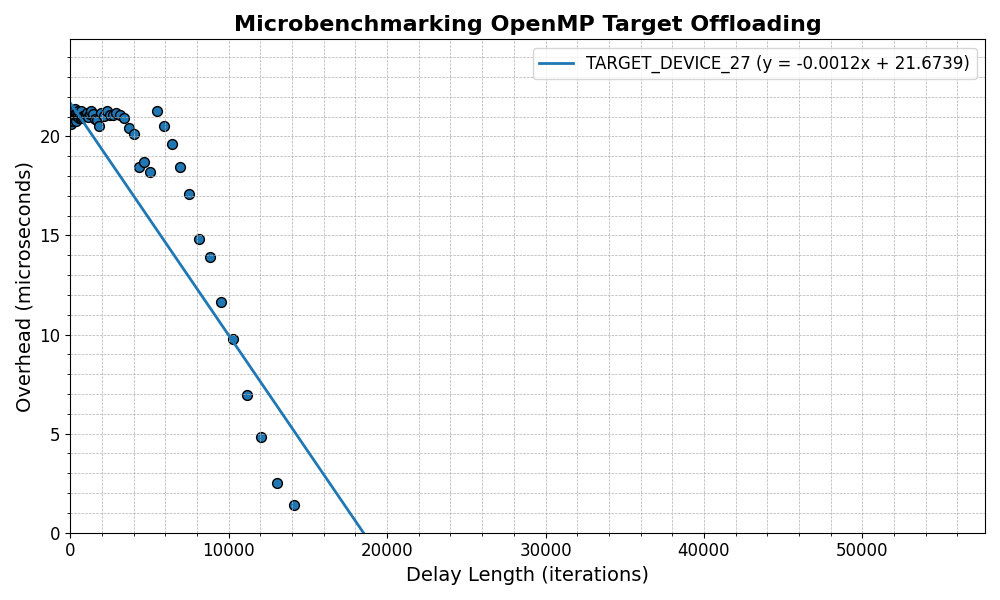 Microbenchmarking OpenMP Target Offloading
TARGET_DEVICE_27 (y = -0.0012x + 21.6739)
Overhead (microseconds)
20
15
10
5
0
0 10000 20000 30000 40000 50000
Delay Length (iterations)